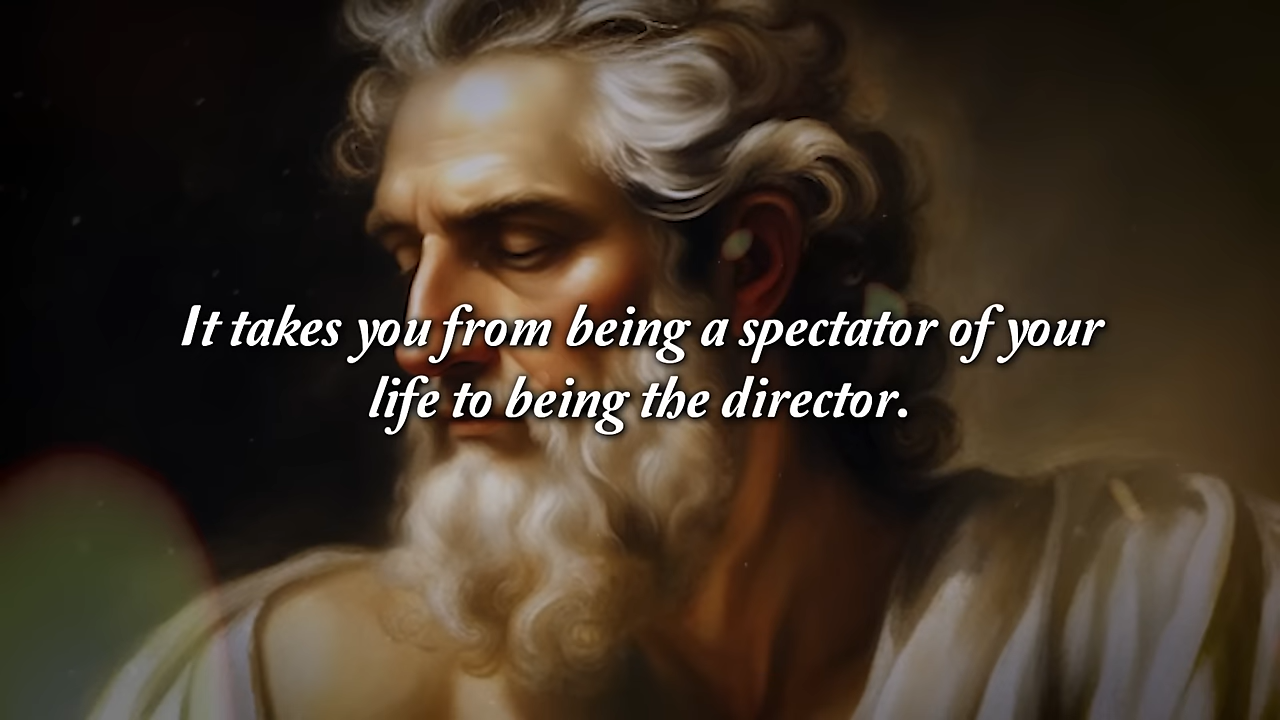 It takes you from being a spectator of your
life to being the director.